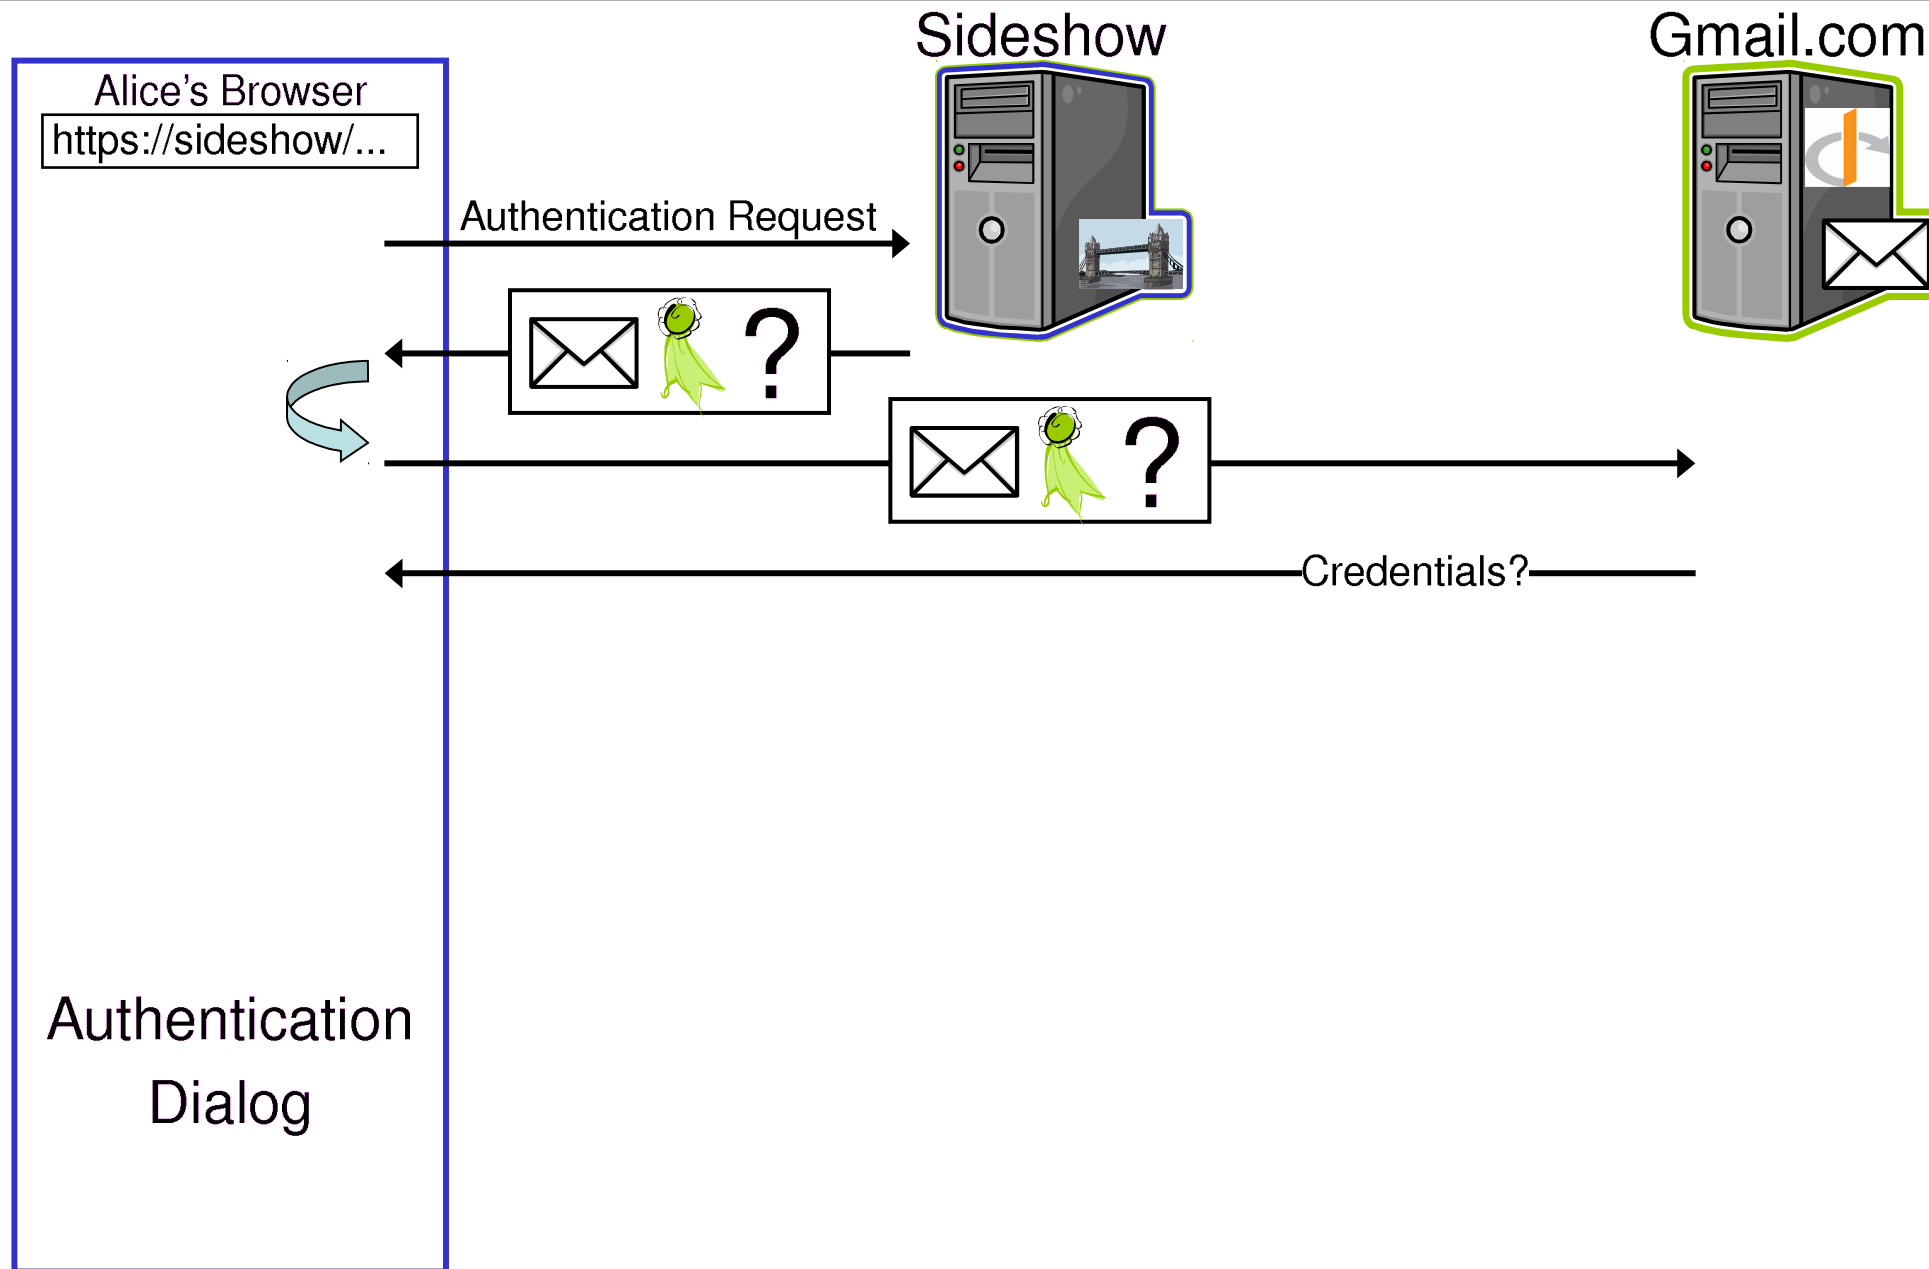 Sideshow
Gmail.com
Alice's Browser
https://sideshow/...
Authentication Request
?
?
Credentials?
Authentication
Dialog